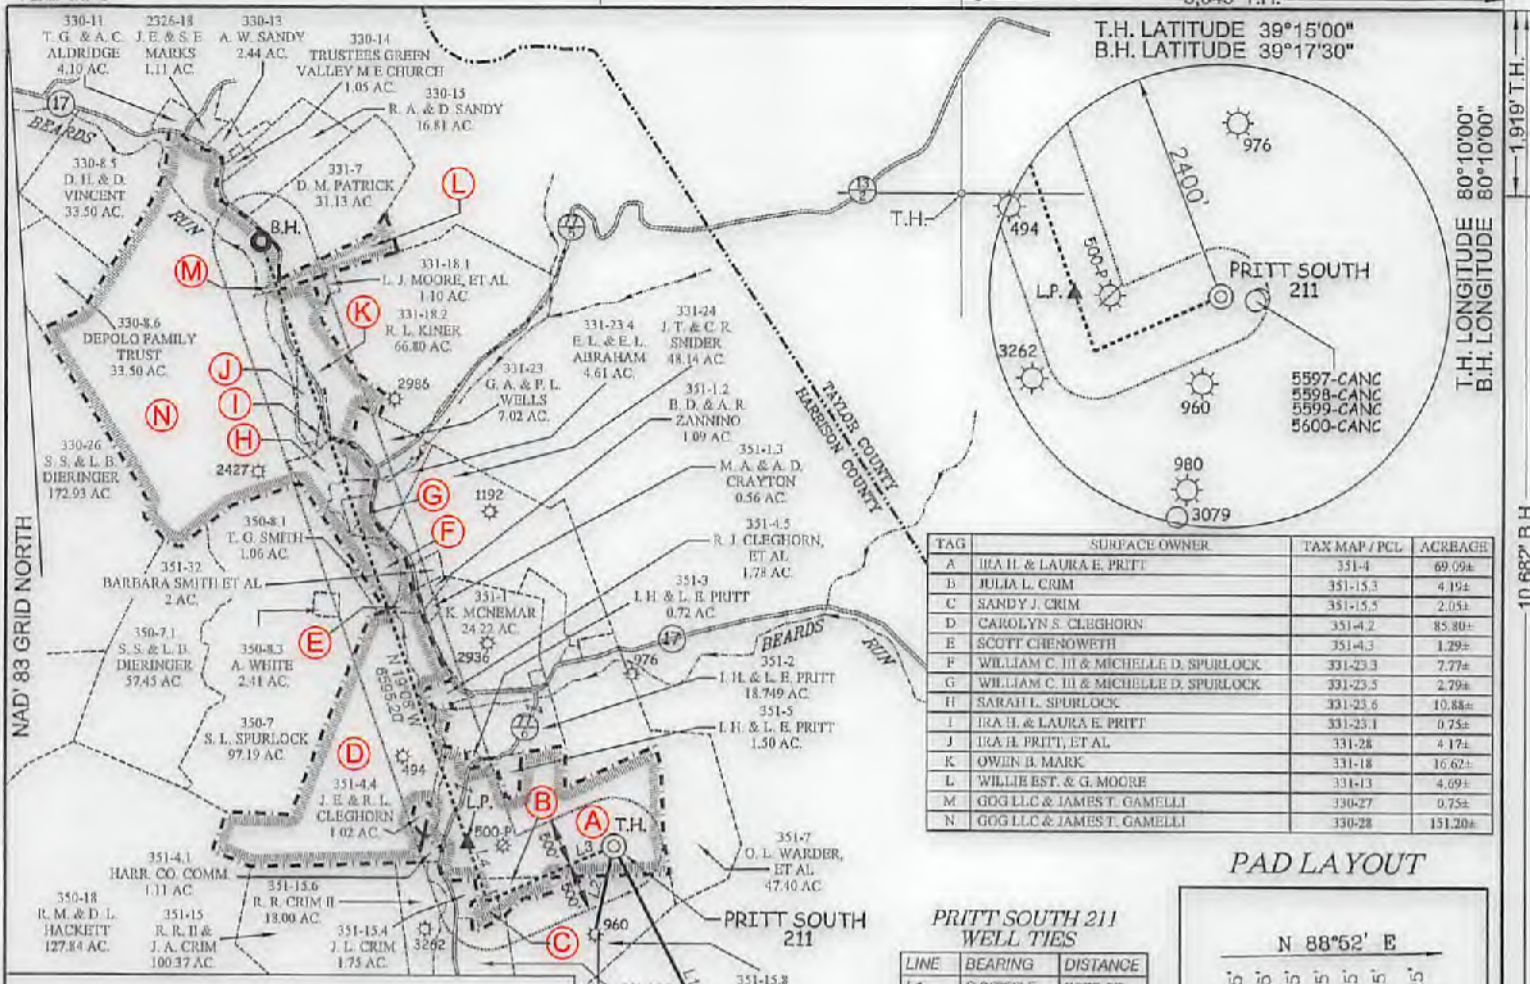 T.H. LATITUDE 39°15'00"
B.H. LATITUDE 39°17'30"
T.H. LONGITUDE 80°10'00"
B.H. LONGITUDE 80°10'00"
1,919' T.H.
10,682' B.H.
NAD' 83 GRID NORTH
330-11
T. G. & A. C.
ALDRIDGE
4.10 AC.
2326-18
J. E. & S. E.
MARKS
1.11 AC.
330-13
A. W. SANDY
2.44 AC.
330-14
TRUSTEES GREEN
VALLEY M E CHURCH
1.05 AC.
330-15
R. A. & D. SANDY
16.81 AC.
17
BEARDS
RUN
330-8.5
D. H. & D.
VINCENT
33.50 AC.
331-7
D. M. PATRICK
31.13 AC.
L
B.H.
M
331-18.1
L. J. MOORE, ET AL
1.10 AC.
K
331-18.2
R. L. KINER
66.80 AC.
330-8.6
DEPOLO FAMILY
TRUST
33.50 AC.
77
5
13
2
T.H.
331-23.4
E. L. & E. L.
ABRAHAM
4.61 AC.
331-24
J. T. & C. R.
SNIDER
48.14 AC.
331-23
G. A. & P. L.
WELLS
7.02 AC.
351-1.2
B. D. & A. R.
ZANNINO
1.09 AC.
TAYLOR COUNTY
HARRISON COUNTY
J
I
H
N
2986
2427
330-26
S. S. & L. B.
DIERINGER
172.93 AC.
G
F
1192
351-1.3
M. A. & A. D.
CRAYTON
0.56 AC.
350-8.1
T. G. SMITH
1.06 AC.
351-32
BARBARA SMITH ET AL
2 AC.
351-4.5
R. J. CLEGHORN,
ET AL
1.78 AC.
351-3
I. H. & L. E. PRITT
0.72 AC.
351-1
K. MCNEMAR
24.22 AC.
2936
E
350-7.1
S. S. & L. B.
DIERINGER
57.45 AC.
350-8.3
A. WHITE
2.41 AC.
17
BEARDS
RUN
976
351-2
I. H. & L. E. PRITT
18.749 AC.
351-5
I. H. & L. E. PRITT
1.50 AC.
77
6
350-7
S. L. SPURLOCK
97.19 AC.
D
494
351-4.4
J. E. & R. L.
CLEGHORN
1.02 AC.
L.P.
500-P
B
A
T.H.
L3
L2
L4
500'
500'
351-7
O. L. WARDER,
ET AL
47.40 AC.
351-4.1
HARR. CO. COMM.
1.11 AC.
351-15.6
R. R. CRIM II
18.00 AC.
350-18
R. M. & D. L.
HACKETT
127.84 AC.
351-15
R. R. II &
J. A. CRIM
100.37 AC.
351-15.4
J. L. CRIM
1.75 AC.
3262
C
960
PRITT SOUTH
211
351-15.8
976
2400'
494
500-P
L.P.
PRITT SOUTH
211
3262
960
5597-CANC
5598-CANC
5599-CANC
5600-CANC
980
3079
TAG SURFACE OWNER TAX MAP / PCL ACREAGE
A IRA H. & LAURA E. PRITT 351-4 69.09±
B JULIA L. CRIM 351-15.3 4.19±
C SANDY J. CRIM 351-15.5 2.05±
D CAROLYN S. CLEGHORN 351-4.2 85.80±
E SCOTT CHENOWETH 351-4.3 1.29±
F WILLIAM C. III & MICHELLE D. SPURLOCK 331-23.3 7.77±
G WILLIAM C. III & MICHELLE D. SPURLOCK 331-23.5 2.79±
H SARAH L. SPURLOCK 331-23.6 10.88±
I IRA H. & LAURA E. PRITT 331-23.1 0.75±
J IRA H. PRITT, ET AL 331-28 4.17±
K OWEN B. MARK 331-18 16.62±
L WILLIE EST. & G. MOORE 331-13 4.69±
M GOG LLC & JAMES T. GAMELLI 330-27 0.75±
N GOG LLC & JAMES T. GAMELLI 330-28 151.20±
PAD LAYOUT
N 88°52' E
PRITT SOUTH 211
WELL TIES
LINE BEARING DISTANCE